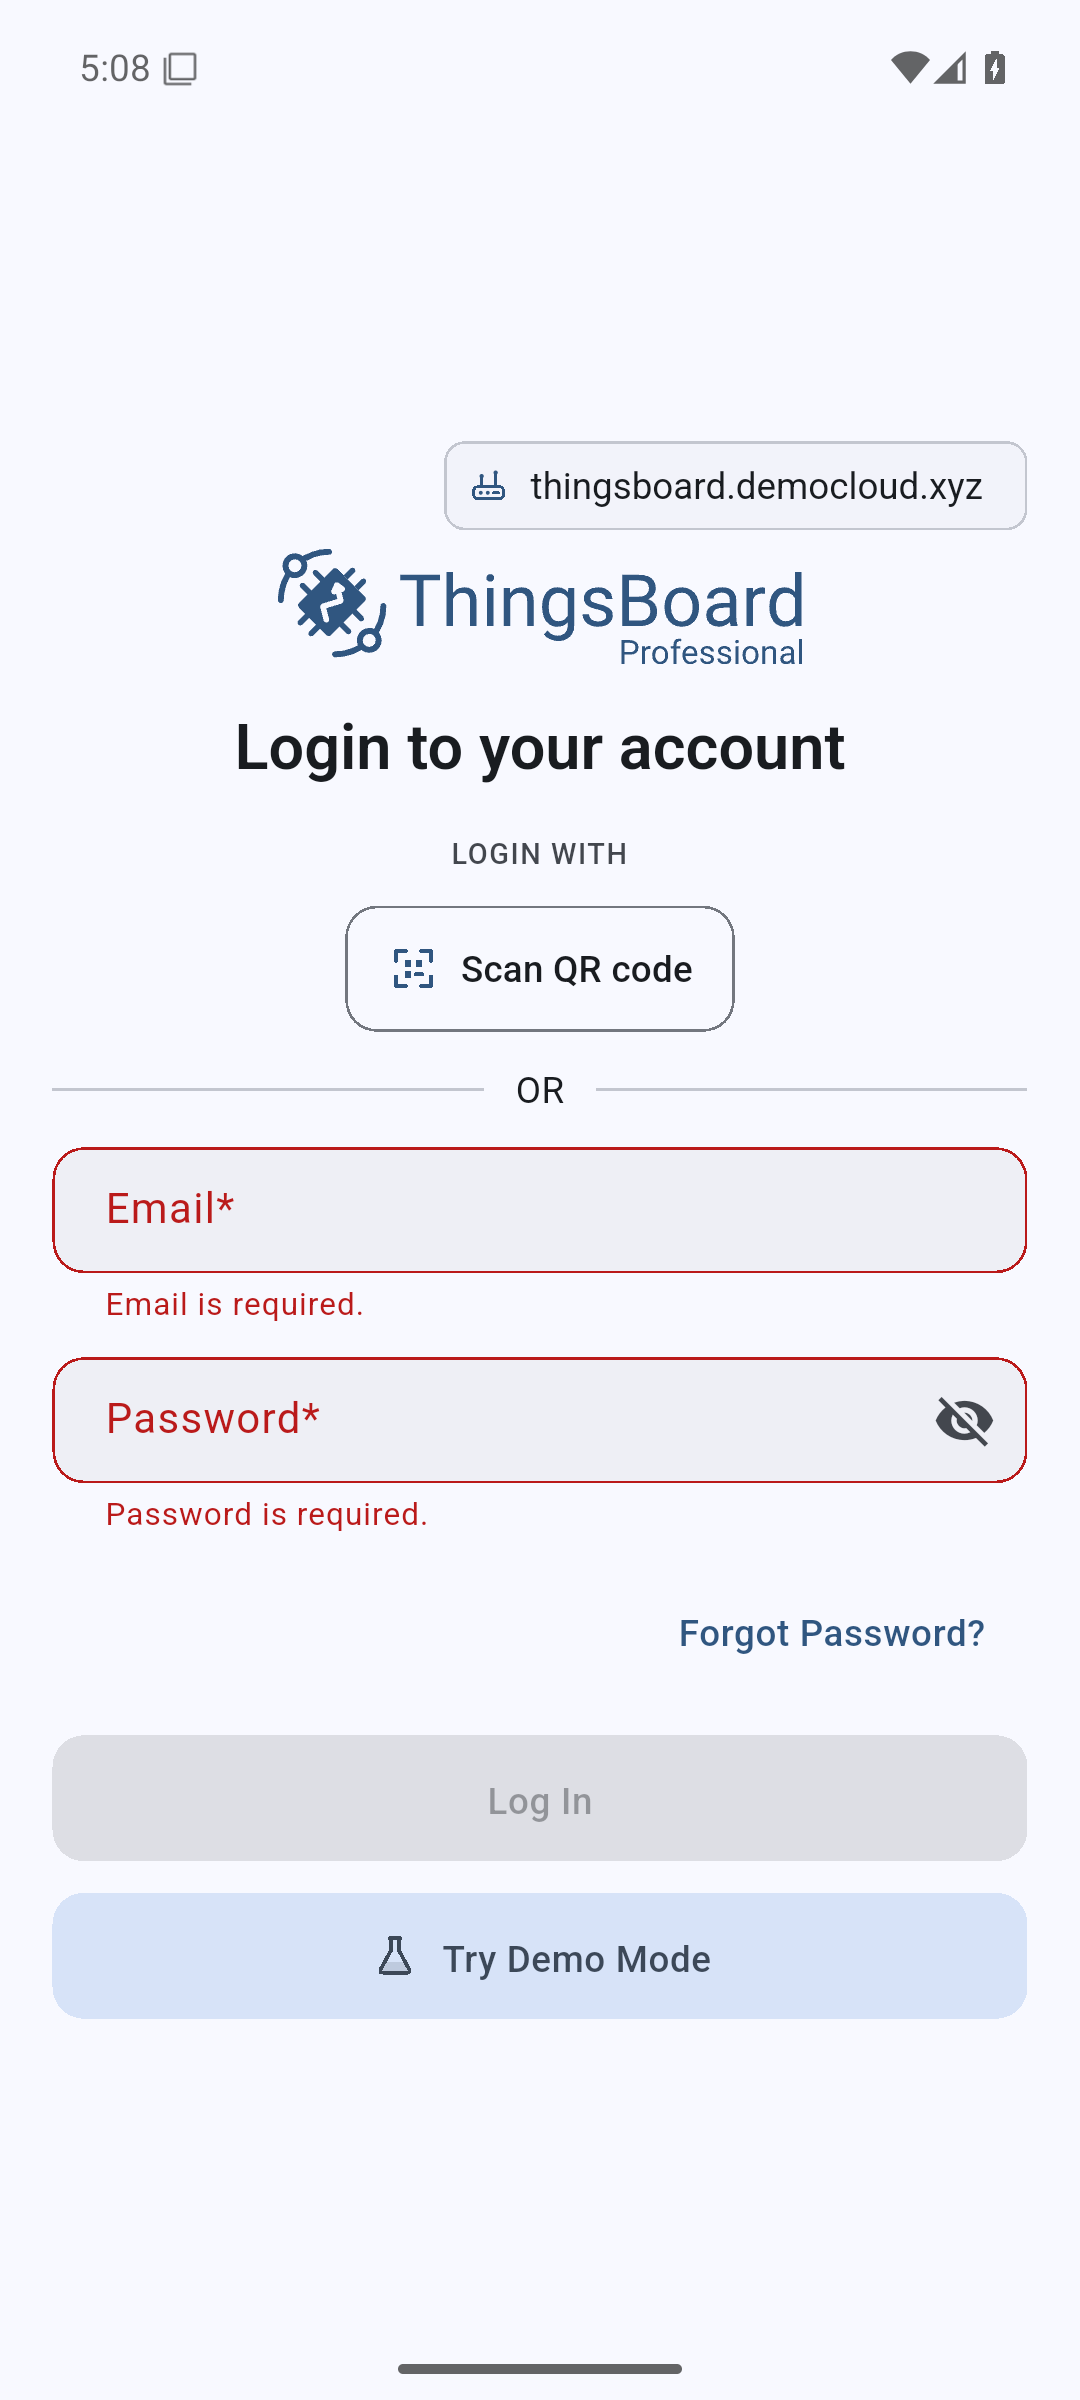 5:08
thingsboard.democloud.xyz
ThingsBoard
Professional
Login to your account
LOGIN WITH
Scan QR code
OR
Email*
Email is required.
Password*
Password is required.
Forgot Password?
Log In
Try Demo Mode